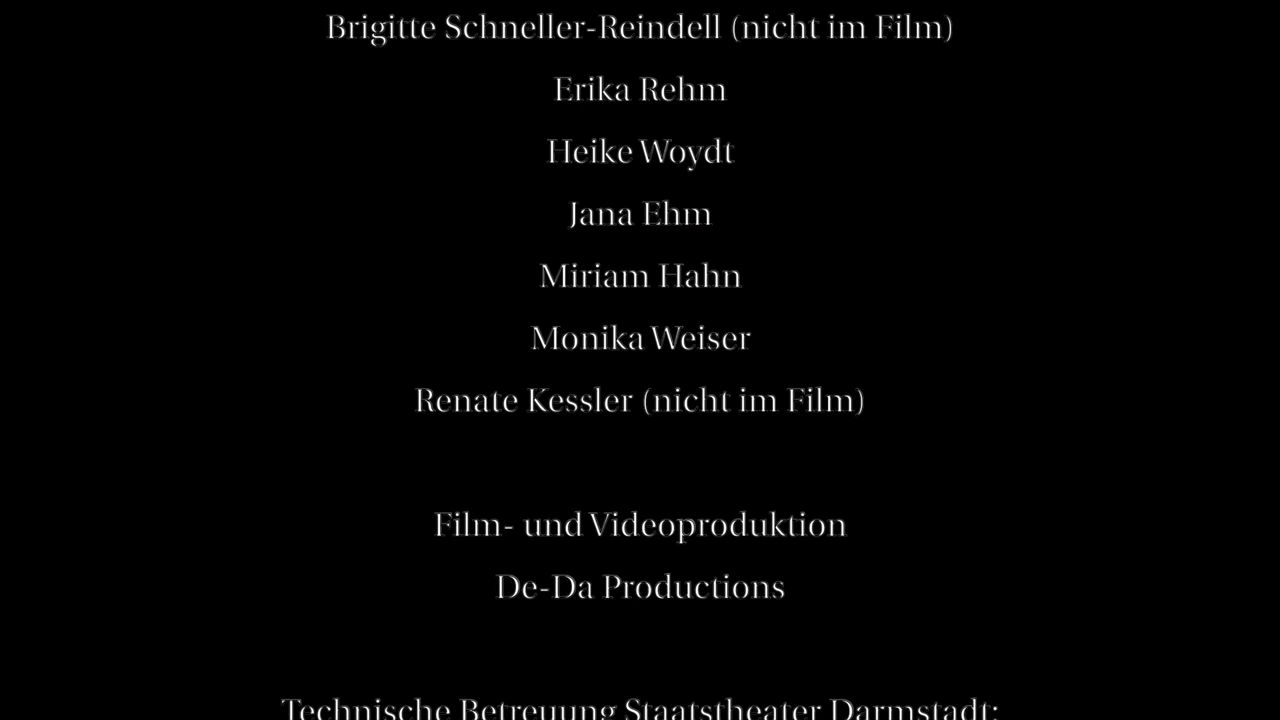 Brigitte Schneller-Reindell (nicht im Film)
Erika Rehm
Heike Woydt
Jana Ehm
Miriam Hahn
Monika Weiser
Renate Kessler (nicht im Film)
Film- und Videoproduktion
De-Da Productions
Technische Betreuung Staatstheater Darmstadt: